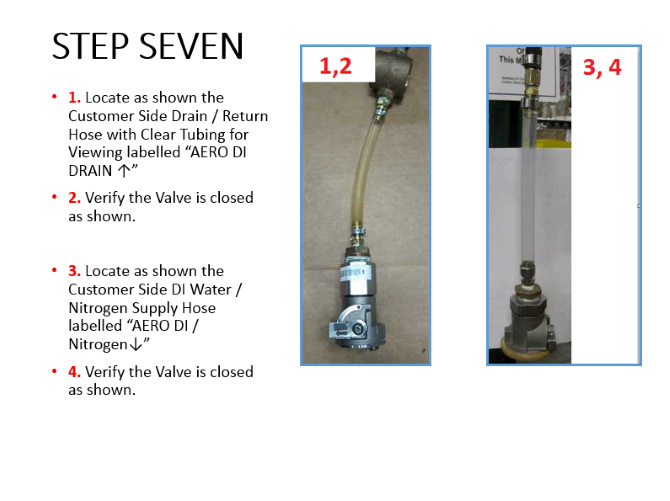 STEP SEVEN
• 1. Locate as shown the
Customer Side Drain / Return
Hose with Clear Tubing for
Viewing labelled “AERO DI
DRAIN ↑”
• 2. Verify the Valve is closed
as shown.
• 3. Locate as shown the
Customer Side DI Water /
Nitrogen Supply Hose
labelled “AERO DI /
Nitrogen↓”
• 4. Verify the Valve is closed
as shown.
1,2
This M
3, 4